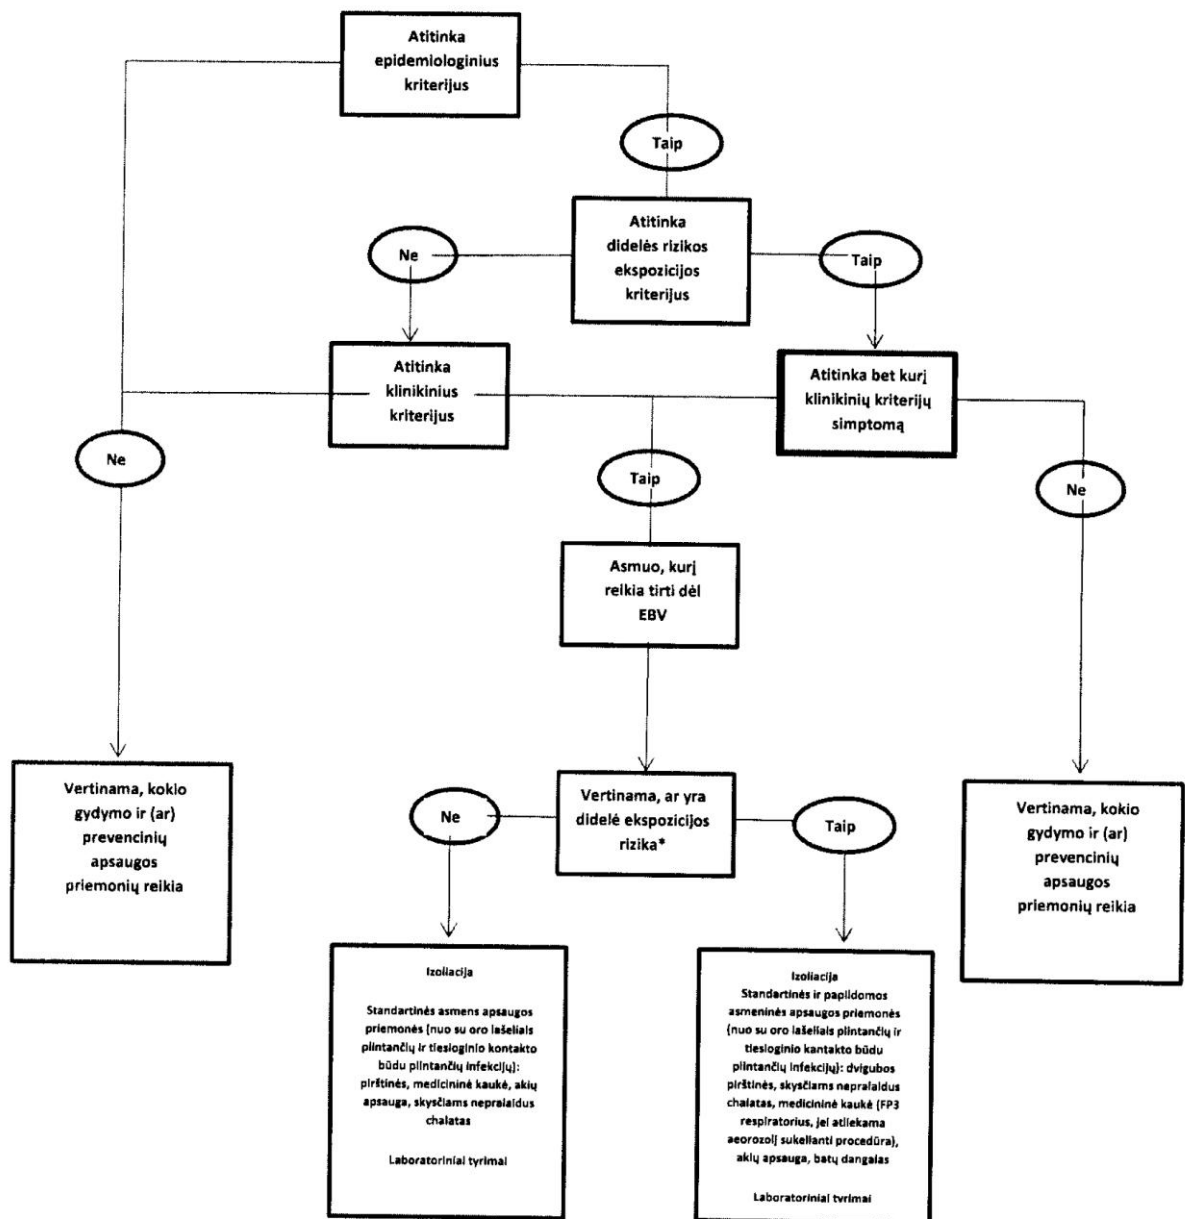 Atitinka
epidemiologinius
kriterijus
Taip
Atitinka
didelės rizikos
ekspozicijos
kriterijus
Ne
Taip
Atitinka
klinikinius
kriterijus
Atitinka bet kurį
klinikinių kriterijų
simptomą
Ne
Taip
Ne
Asmuo, kurį
reikia tirti dėl
EBV
Vertinama, kokio
gydymo ir (ar)
prevencinių
apsaugos
priemonių reikia
Ne
Vertinama, ar yra
didelė ekspozicijos
rizika*
Taip
Vertinama, kokio
gydymo ir (ar)
prevencinių
apsaugos
priemonių reikia
Izoliacija
Standartinės asmens apsaugos
priemonės (nuo su oro lašeliais
plintančių ir tiesioginio kontakto
būdu plintančių infekcijų):
pirštinės, medicininė kaukė, akių
apsauga, skysčiams nepralaidus
chalatas
Laboratoriniai tyrimai
Izoliacija
Standartinės ir papildomos
asmeninės apsaugos priemonės
(nuo su oro lašeliais plintančių ir
tiesioginio kantakto būdu
plintančių infekcijų): dvigubos
pirštinės, skysčiams nepralaidus
chalatas, medicininė kaukė (FP3
respiratorius, jei atliekama
aeorozolį sukelianti procedūra),
akių apsauga, batų dangalas
Laboratoriniai tyrimai